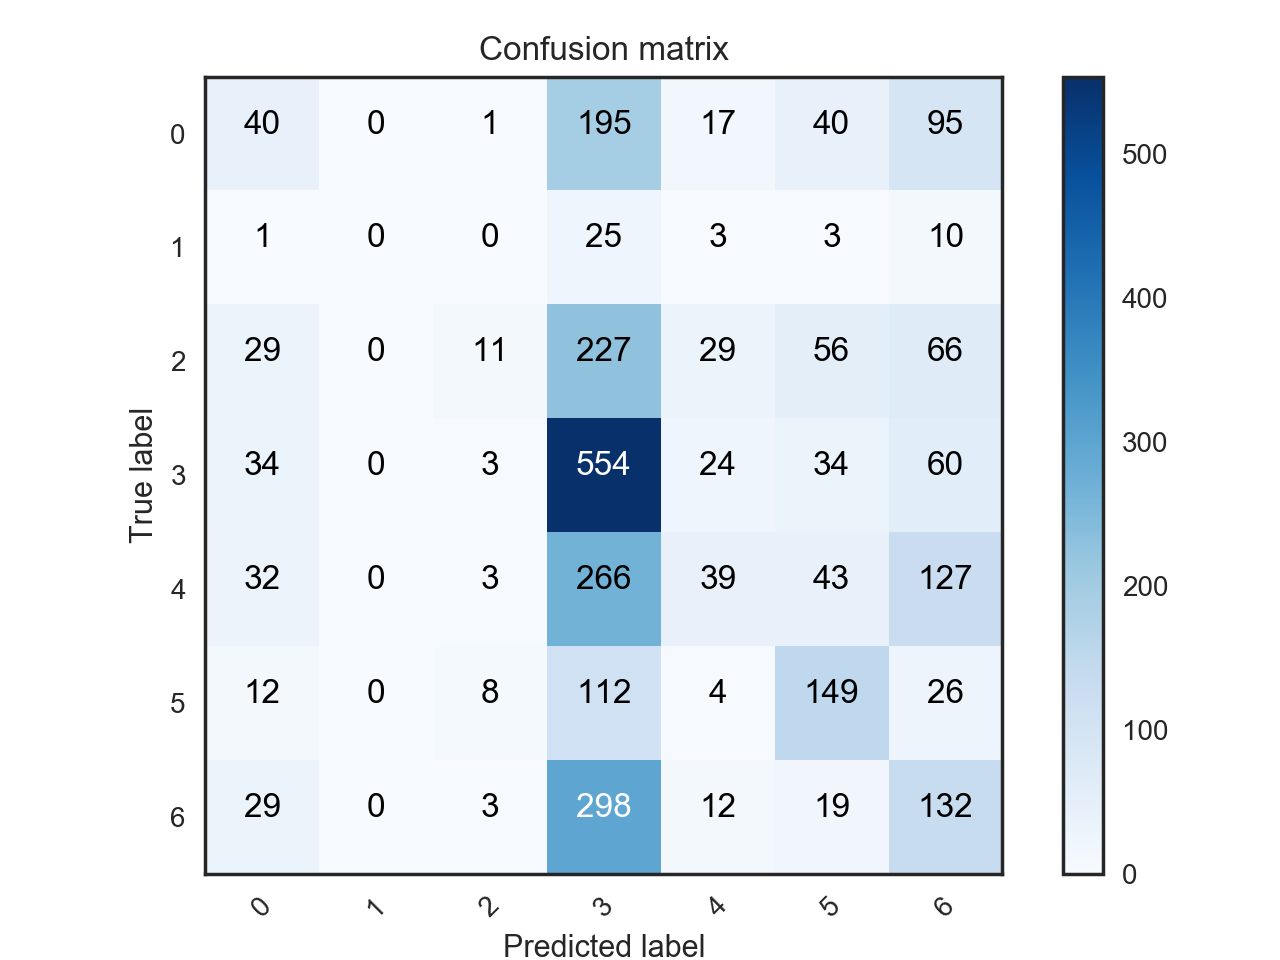 Confusion matrix
0 40 0 1 195 17 40 95
1 1 0 0 25 3 3 10
2 29 0 11 227 29 56 66
3 34 0 3 554 24 34 60
4 32 0 3 266 39 43 127
5 12 0 8 112 4 149 26
6 29 0 3 298 12 19 132
0 1 2 3 4 5 6
Predicted label
True label
500
400
300
200
100
0